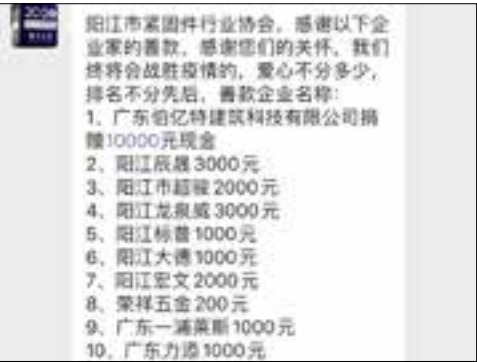 阳江市紧固件行业协会，感谢以下企
业家的善款，感谢您们的关怀，我们
终将会战胜疫情的，爱心不分多少，
排名不分先后，善款企业名称：
1、广东伯亿特建筑科技有限公司捐
赠10000元现金
2、阳江辰晟3000元
3、阳江市超骏2000元
4、阳江龙泉威3000元
5、阳江标普1000元
6、阳江大德1000元
7、阳江宏文2000元
8、荣祥五金200元
9、广东一浦莱斯1000元
10、广东力添1000元